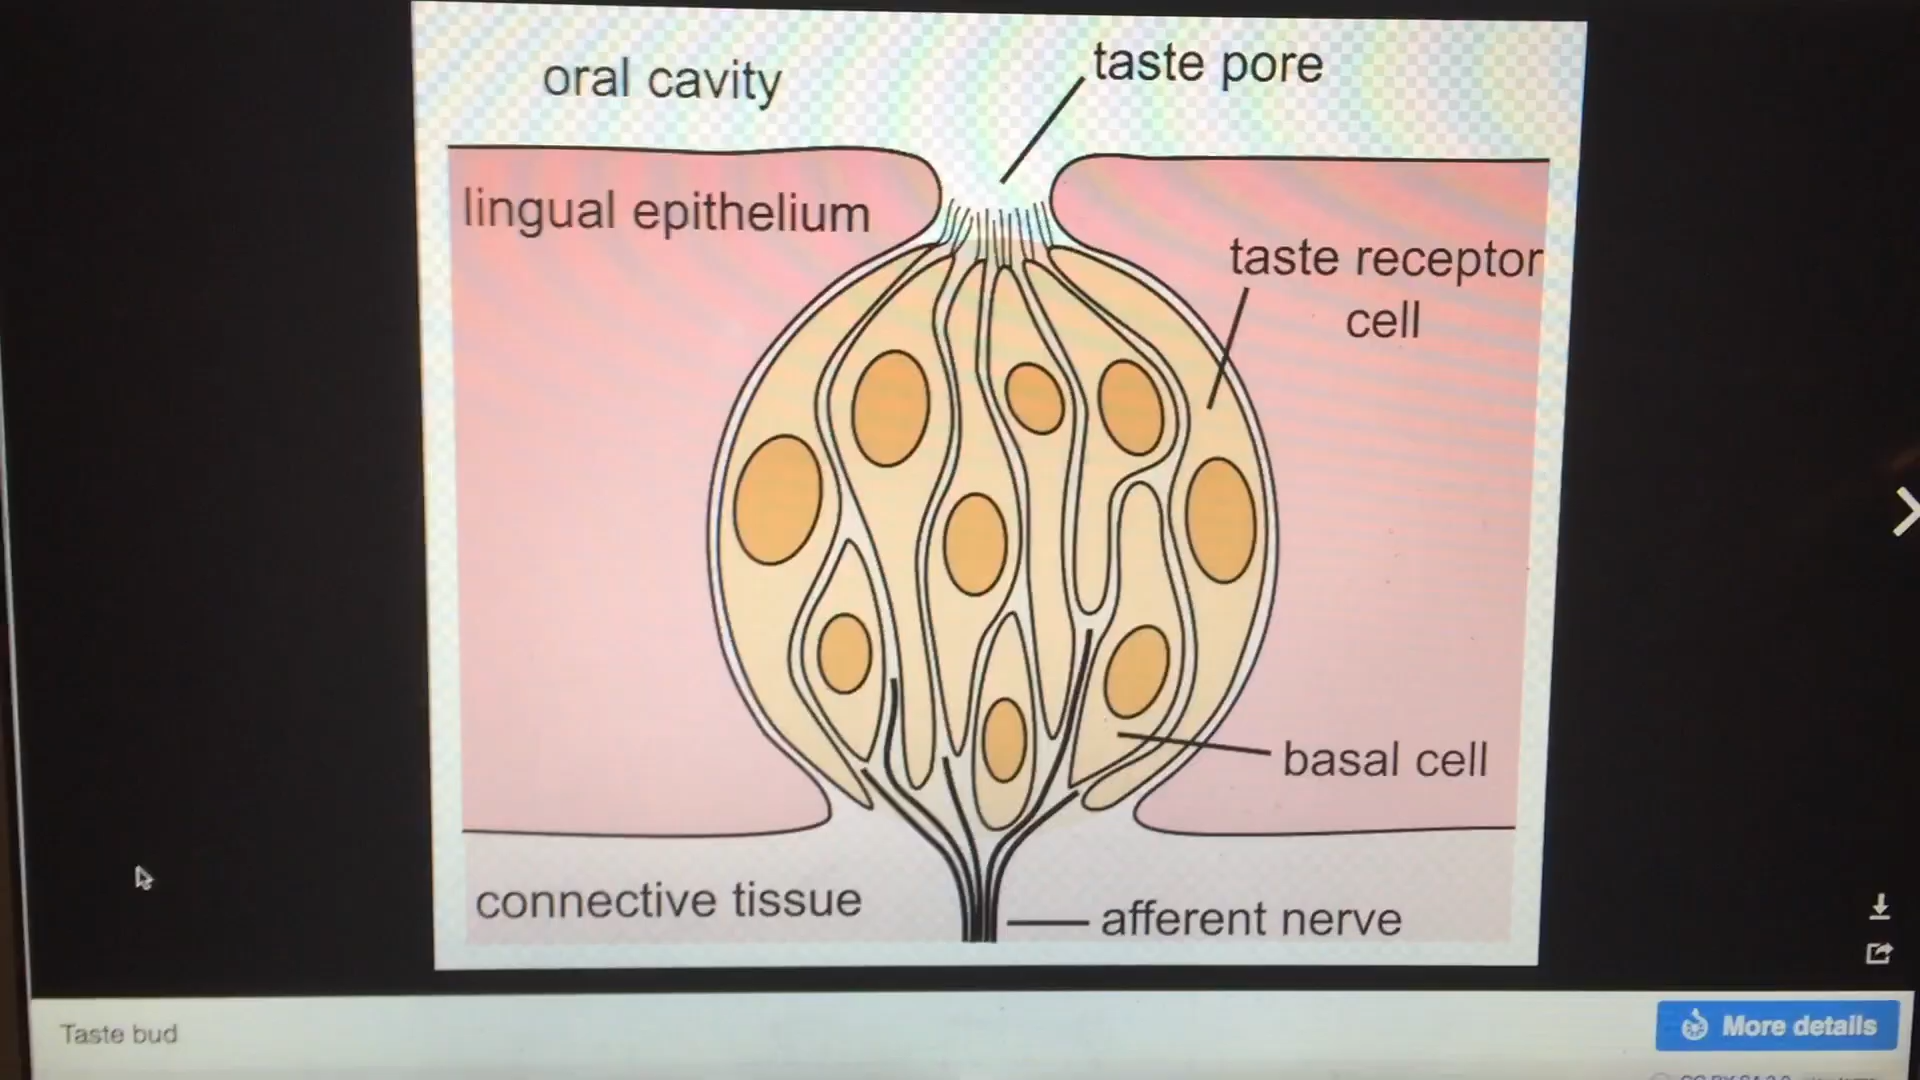 oral cavity
taste pore
lingual epithelium
taste receptor
cell
basal cell
connective tissue
afferent nerve
Taste bud
More details